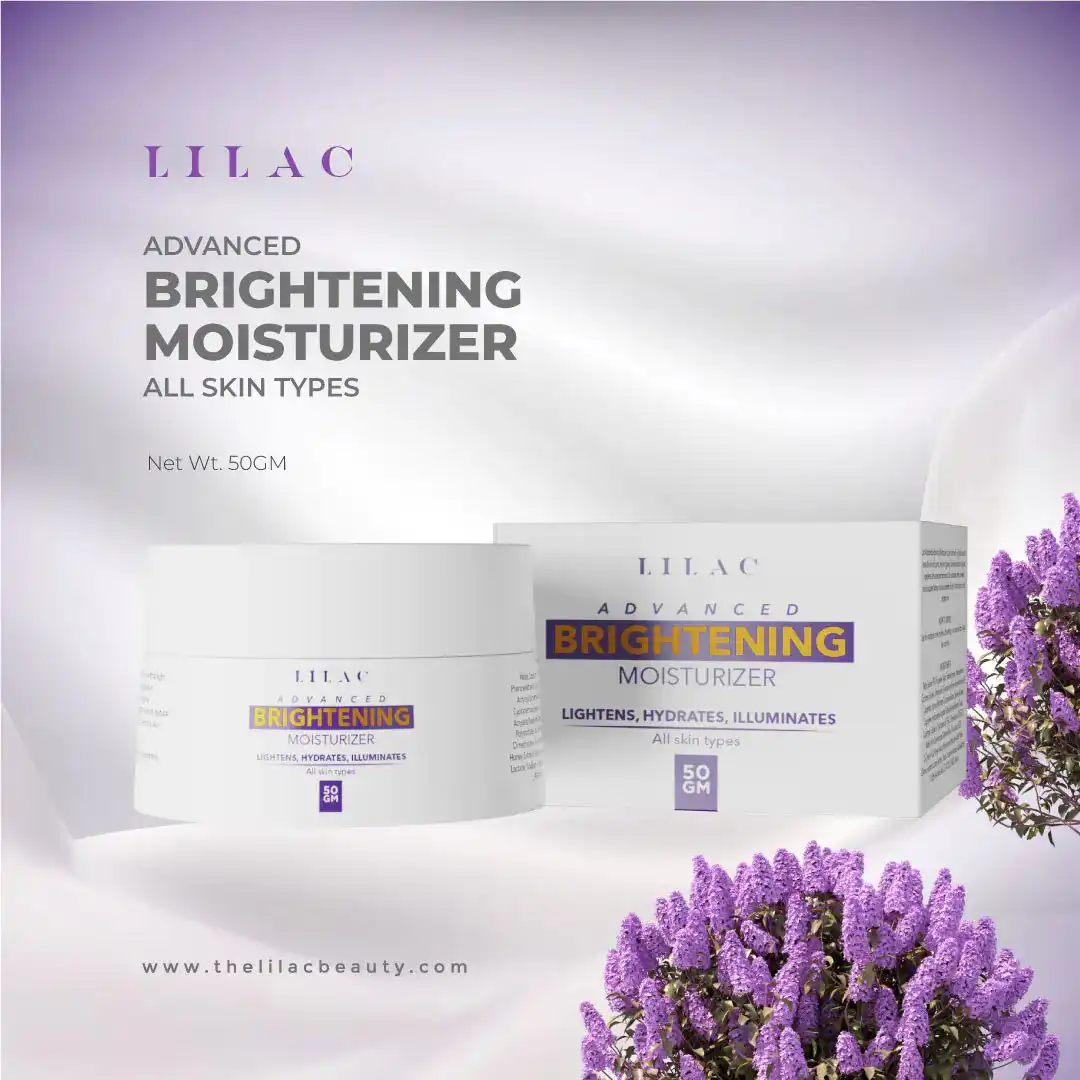 LILAC
ADVANCED
BRIGHTENING
MOISTURIZER
ALL SKIN TYPES
Net Wt. 50GM
LILAC
ADVANCED
BRIGHTENING
MOISTURIZER
LIGHTENS, HYDRATES, ILLUMINATES
All skin types
50
GM
LILAC
ADVANCED
BRIGHTENING
MOISTURIZER
LIGHTENS, HYDRATES, ILLUMINATES
All skin types
50
GM
www.thelilacbeauty.com